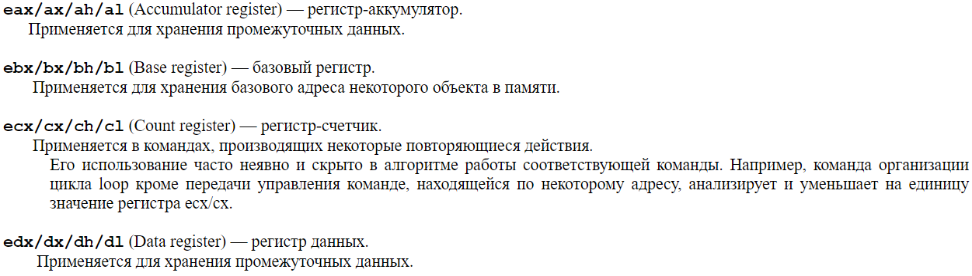 eax/ax/ah/al (Accumulator register) — регистр-аккумулятор.
Применяется для хранения промежуточных данных.
ebx/bx/bh/bl (Base register) — базовый регистр.
Применяется для хранения базового адреса некоторого объекта в памяти.
ecx/cx/ch/cl (Count register) — регистр-счетчик.
Применяется в командах, производящих некоторые повторяющиеся действия.
Его использование часто неявно и скрыто в алгоритме работы соответствующей команды. Например, команда организации
цикла loop кроме передачи управления команде, находящейся по некоторому адресу, анализирует и уменьшает на единицу
значение регистра ecx/cx.
edx/dx/dh/dl (Data register) — регистр данных.
Применяется для хранения промежуточных данных.